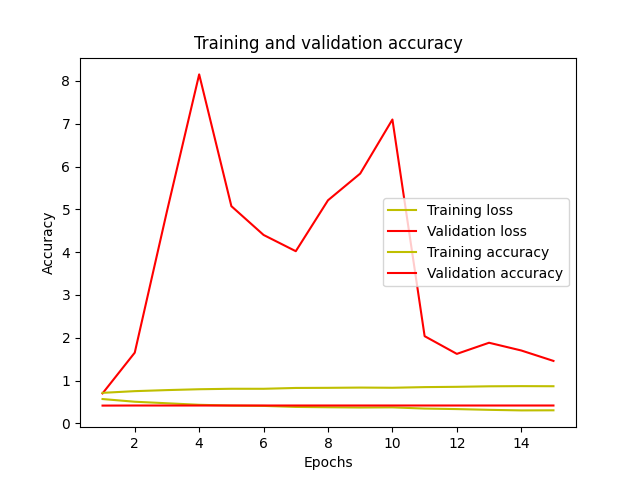 Training and validation accuracy
8
7
6
5
4
3
2
1
0
Accuracy
Training loss
Validation loss
Training accuracy
Validation accuracy
2 4 6 8 10 12 14
Epochs